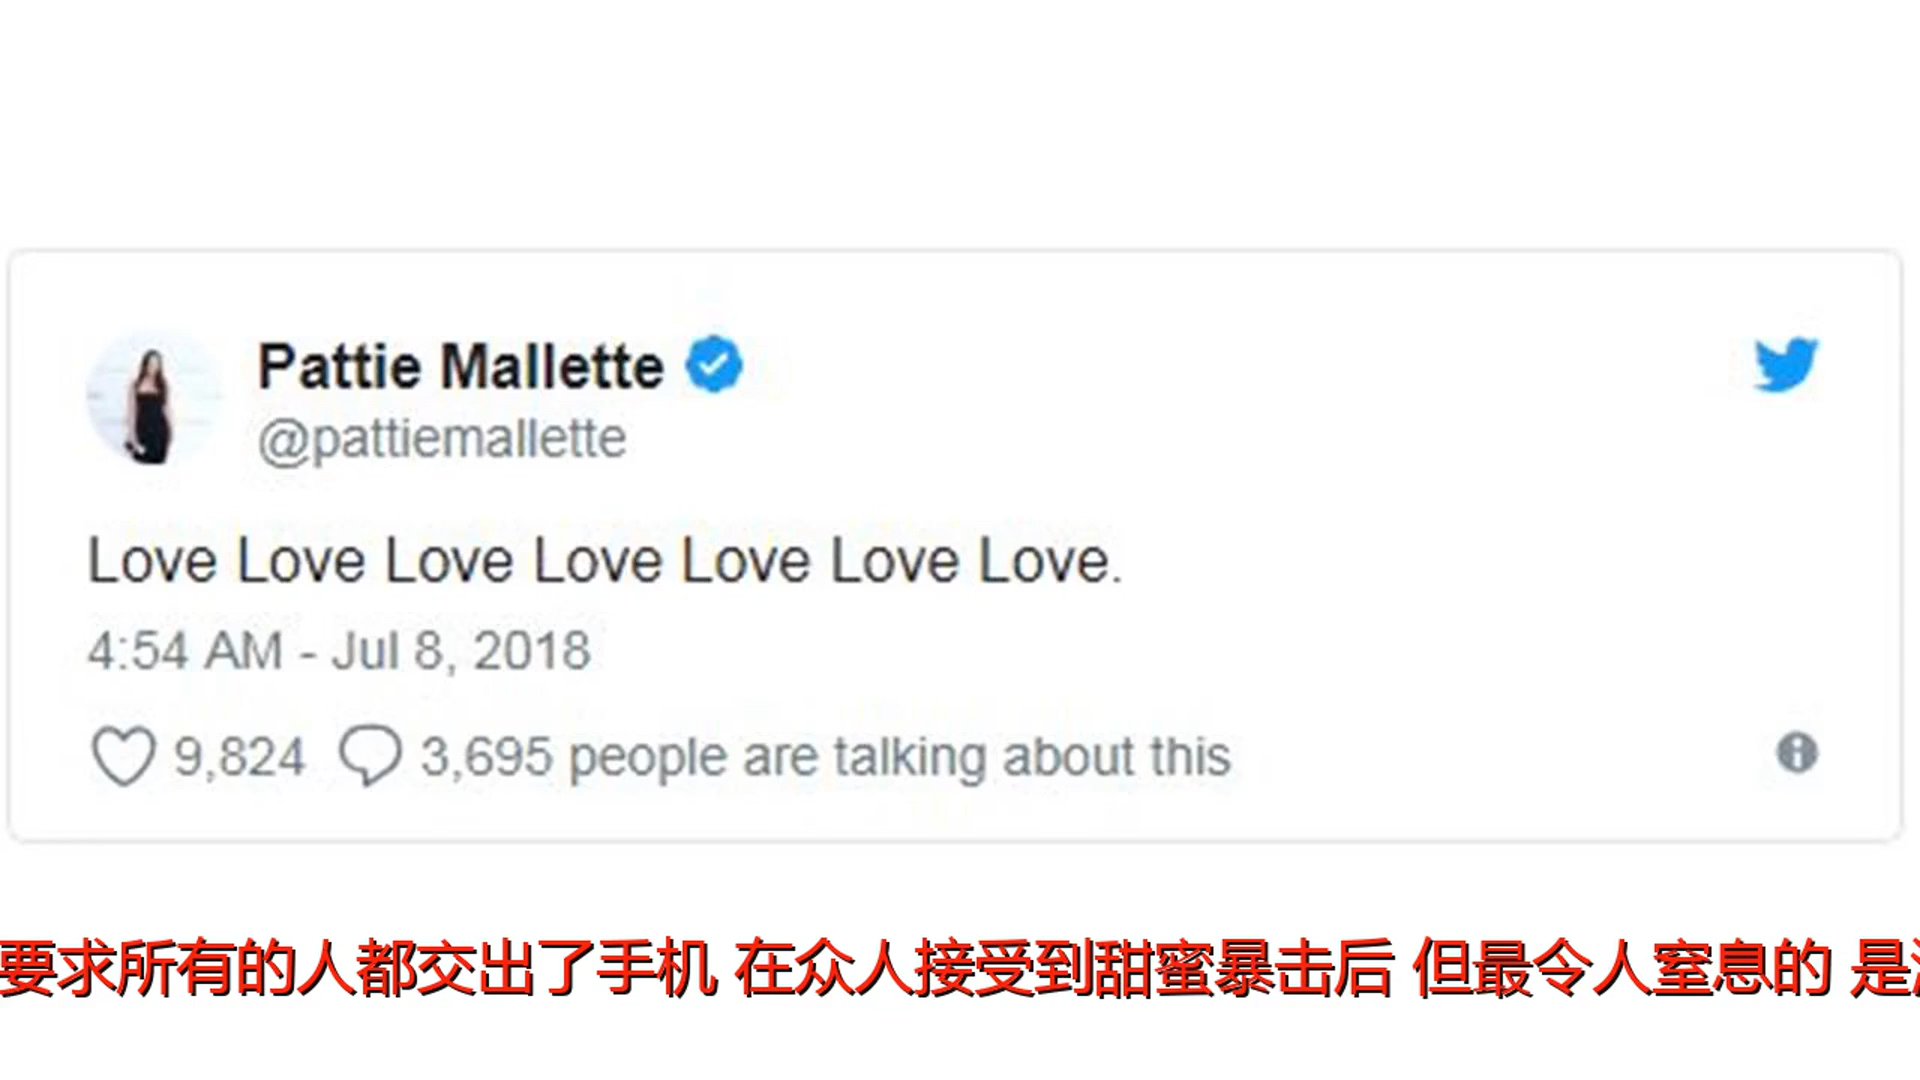 Pattie Mallette
@pattiemallette
Love Love Love Love Love Love Love.
4:54 AM - Jul 8, 2018
9,824 3,695 people are talking about this
要求所有的人都交出了手机 在众人接受到甜蜜暴击后 但最令人窒息的 是